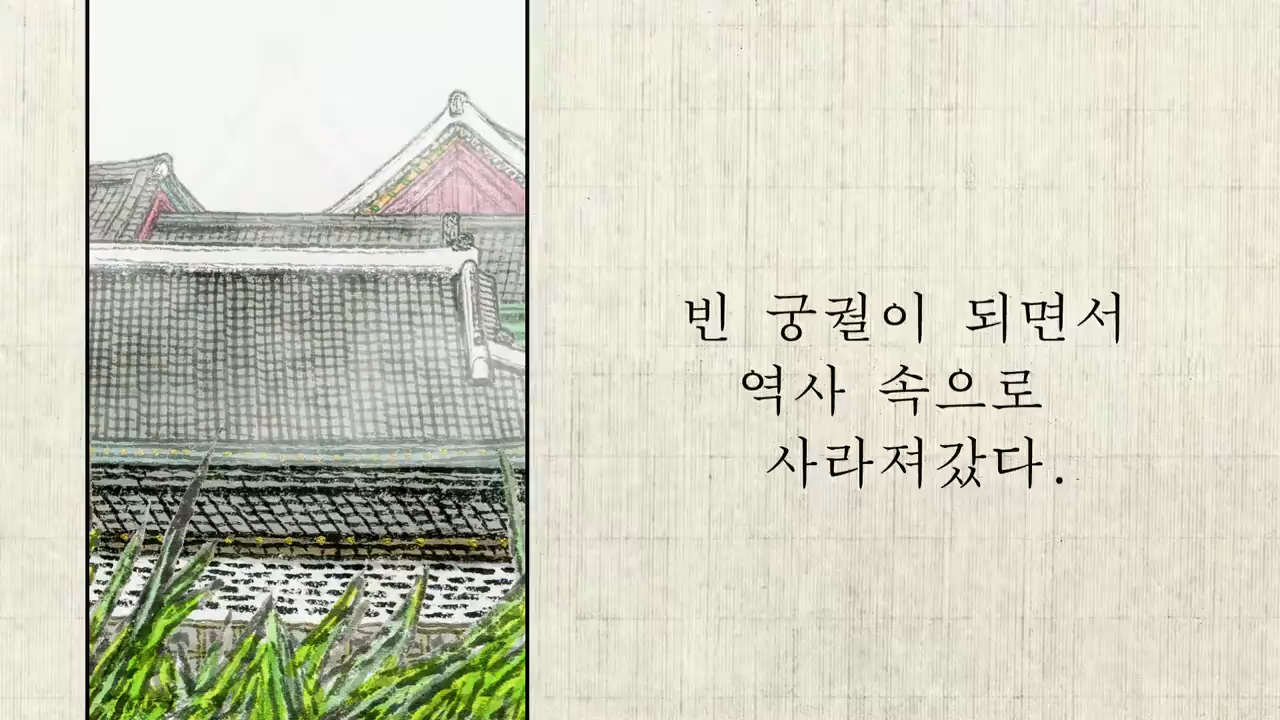 빈 궁궐이 되면서
역사 속으로
사라져갔다.